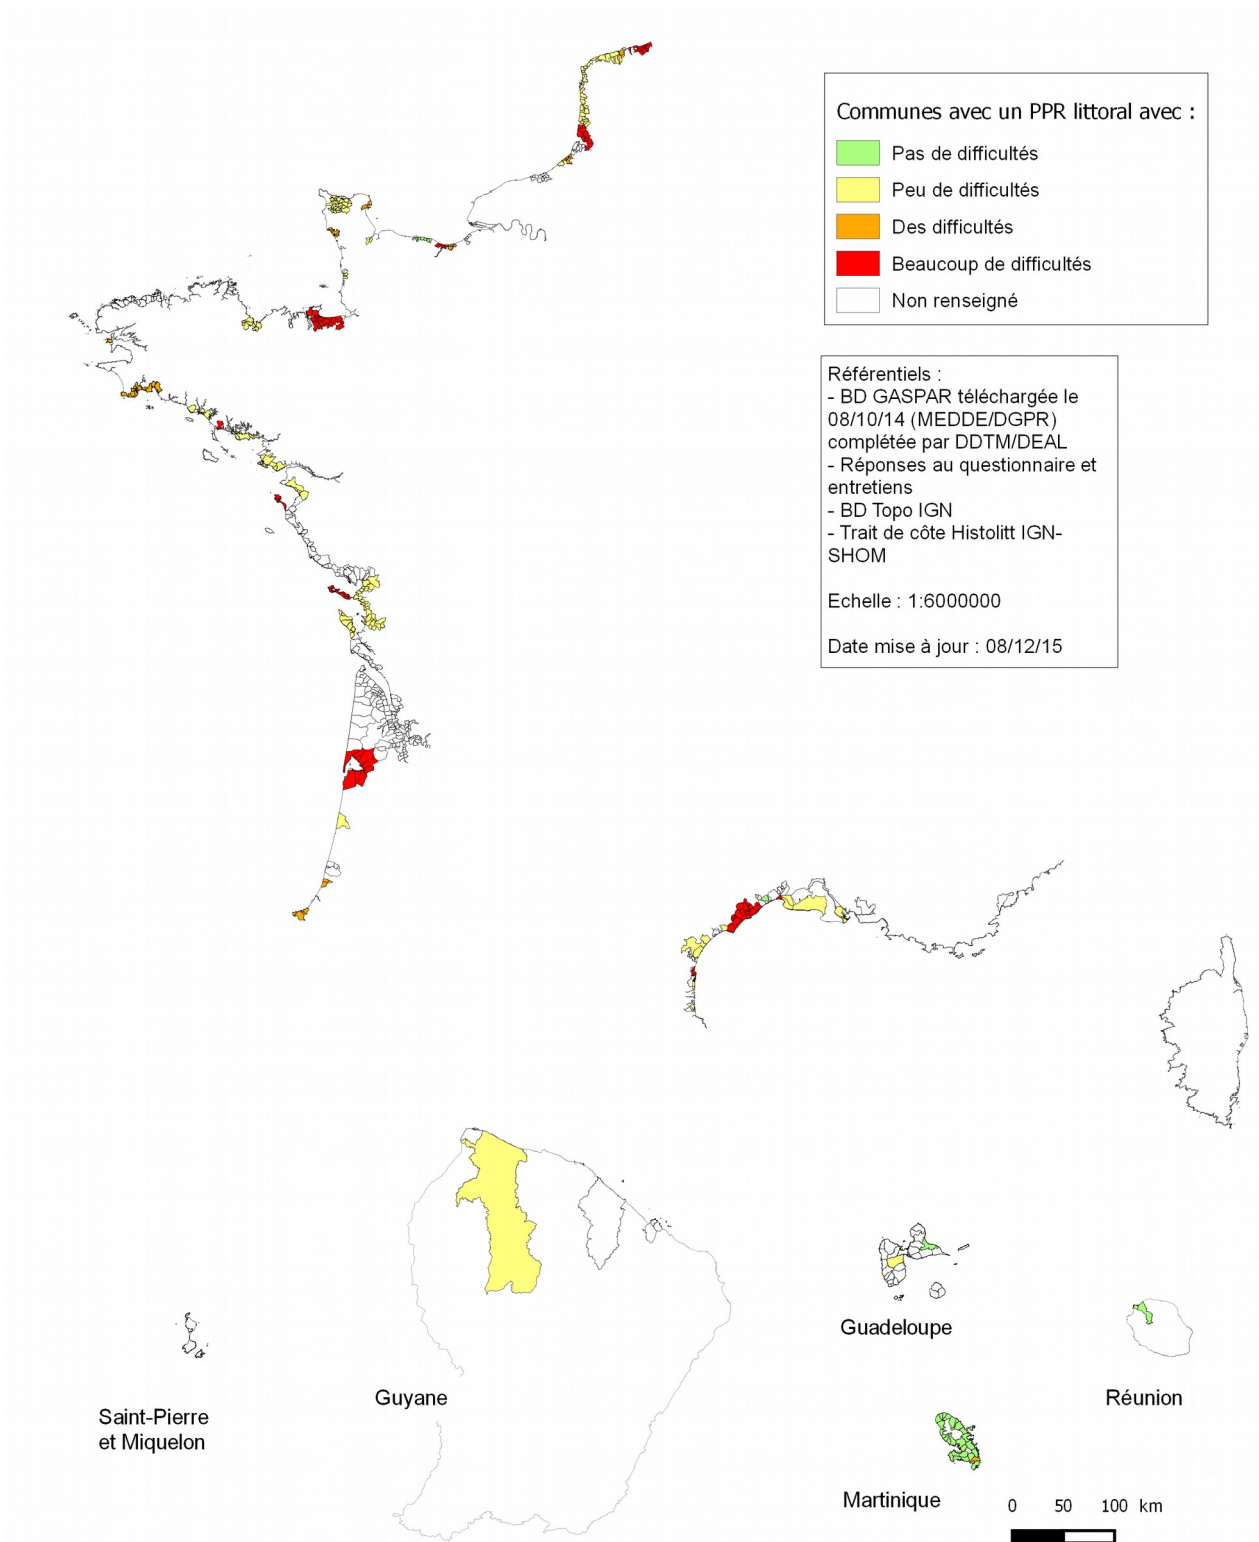 Communes avec un PPR littoral avec :
Pas de difficultés
Peu de difficultés
Des difficultés
Beaucoup de difficultés
Non renseigné
Référentiels :
- BD GASPAR téléchargée le
08/10/14 (MEDDE/DGPR)
complétée par DDTM/DEAL
- Réponses au questionnaire et
entretiens
- BD Topo IGN
- Trait de côte Histolitt IGN-
SHOM
Echelle : 1:6000000
Date mise à jour : 08/12/15
Guadeloupe
Saint-Pierre
et Miquelon
Guyane
Réunion
Martinique
0 50 100 km